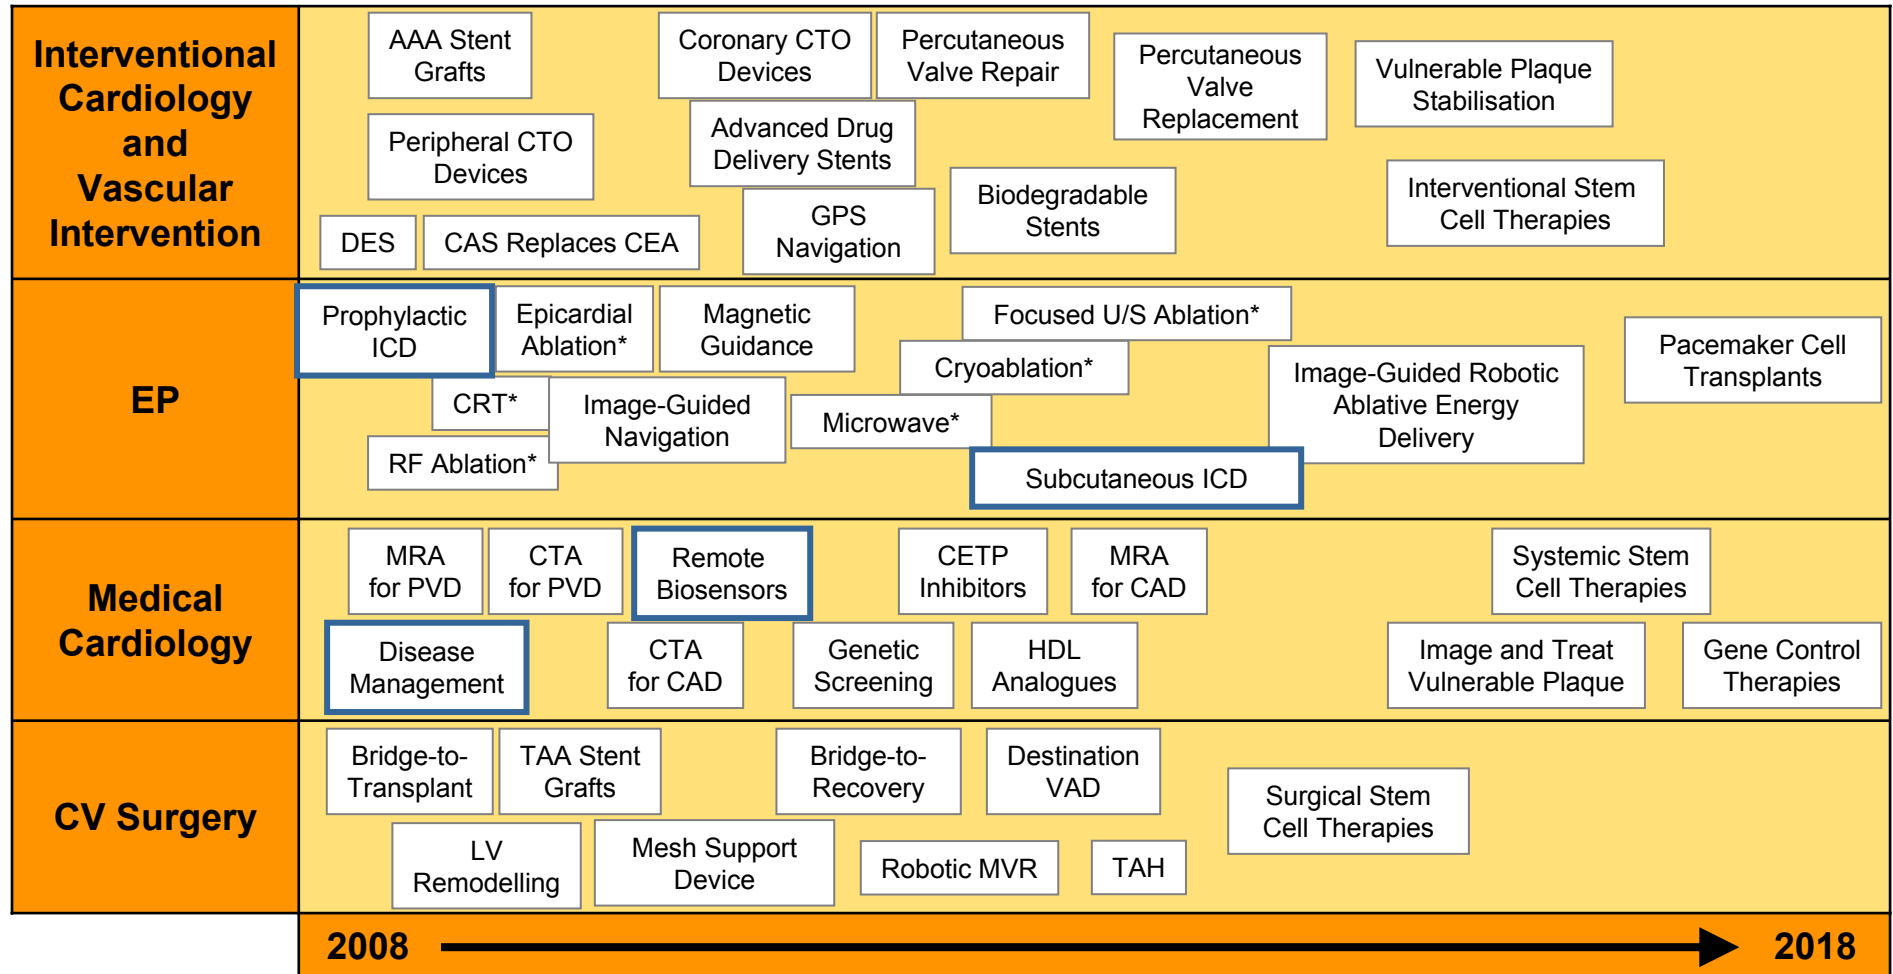 Interventional
Cardiology
and
Vascular
Intervention
AAA Stent
Grafts
Coronary CTO
Devices
Percutaneous
Valve Repair
Percutaneous
Valve
Replacement
Vulnerable Plaque
Stabilisation
Peripheral CTO
Devices
Advanced Drug
Delivery Stents
Biodegradable
Stents
Interventional Stem
Cell Therapies
DES
CAS Replaces CEA
GPS
Navigation
EP
Prophylactic
ICD
Epicardial
Ablation*
Magnetic
Guidance
Focused U/S Ablation*
Pacemaker Cell
Transplants
Cryoablation*
Image-Guided Robotic
Ablative Energy
Delivery
CRT*
Image-Guided
Navigation
Microwave*
RF Ablation*
Subcutaneous ICD
Medical
Cardiology
MRA
for PVD
CTA
for PVD
Remote
Biosensors
CETP
Inhibitors
MRA
for CAD
Systemic Stem
Cell Therapies
Disease
Management
CTA
for CAD
Genetic
Screening
HDL
Analogues
Image and Treat
Vulnerable Plaque
Gene Control
Therapies
CV Surgery
Bridge-to-
Transplant
TAA Stent
Grafts
Bridge-to-
Recovery
Destination
VAD
Surgical Stem
Cell Therapies
LV
Remodelling
Mesh Support
Device
Robotic MVR
TAH
2008
2018